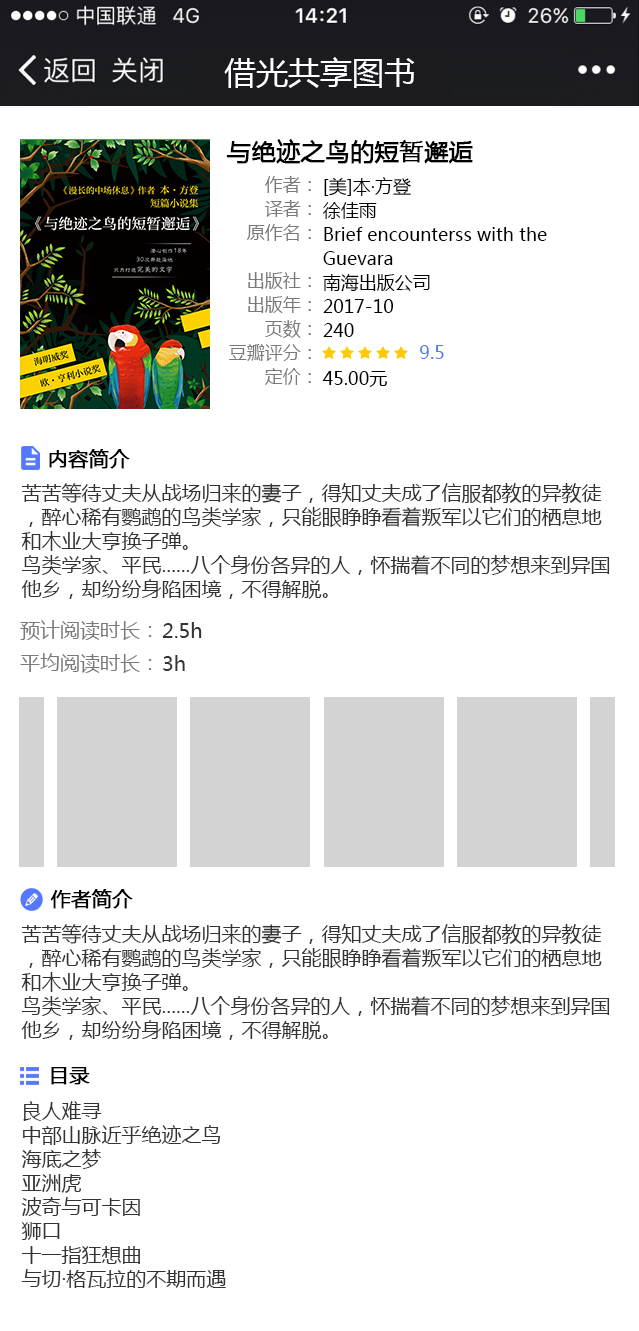 中国联通 4G 14:21 26%
返回 关闭 借光共享图书
《漫长的中场休息》作者 本·方登
短篇小说集
《与绝迹之鸟的短暂邂逅》
潜心创作18年
30次奔赴海地
只为打造完美的文字
海明威奖
欧·亨利小说奖
与绝迹之鸟的短暂邂逅
作者： [美]本·方登
译者： 徐佳雨
原作名： Brief encounterss with the
Guevara
出版社： 南海出版公司
出版年： 2017-10
页数： 240
豆瓣评分： 9.5
定价： 45.00元
内容简介
苦苦等待丈夫从战场归来的妻子，得知丈夫成了信服都教的异教徒
，醉心稀有鹦鹉的鸟类学家，只能眼睁睁看着叛军以它们的栖息地
和木业大亨换子弹。
鸟类学家、平民......八个身份各异的人，怀揣着不同的梦想来到异国
他乡，却纷纷身陷困境，不得解脱。
预计阅读时长： 2.5h
平均阅读时长： 3h
作者简介
苦苦等待丈夫从战场归来的妻子，得知丈夫成了信服都教的异教徒
，醉心稀有鹦鹉的鸟类学家，只能眼睁睁看着叛军以它们的栖息地
和木业大亨换子弹。
鸟类学家、平民......八个身份各异的人，怀揣着不同的梦想来到异国
他乡，却纷纷身陷困境，不得解脱。
目录
良人难寻
中部山脉近乎绝迹之鸟
海底之梦
亚洲虎
波奇与可卡因
狮口
十一指狂想曲
与切·格瓦拉的不期而遇